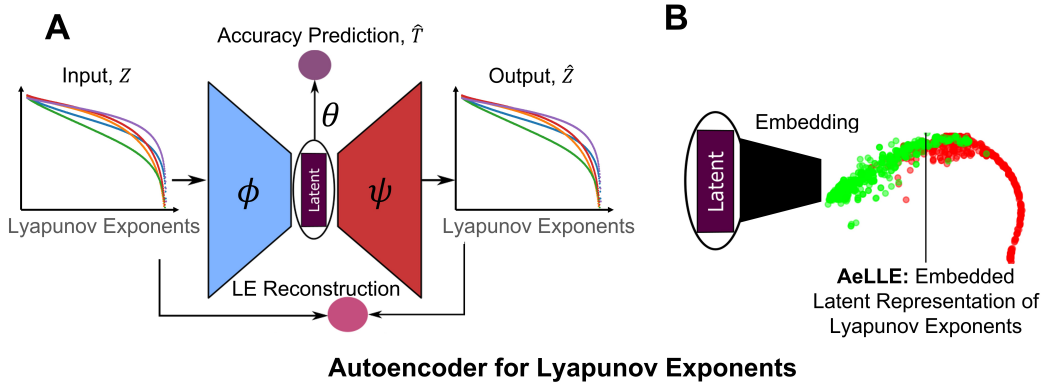 A
Accuracy Prediction, T̂
Input, Z
Output, Ẑ
θ
ϕ
Latent
ψ
Lyapunov Exponents
Lyapunov Exponents
LE Reconstruction
B
Embedding
Latent
AeLLE: Embedded
Latent Representation of
Lyapunov Exponents
Autoencoder for Lyapunov Exponents